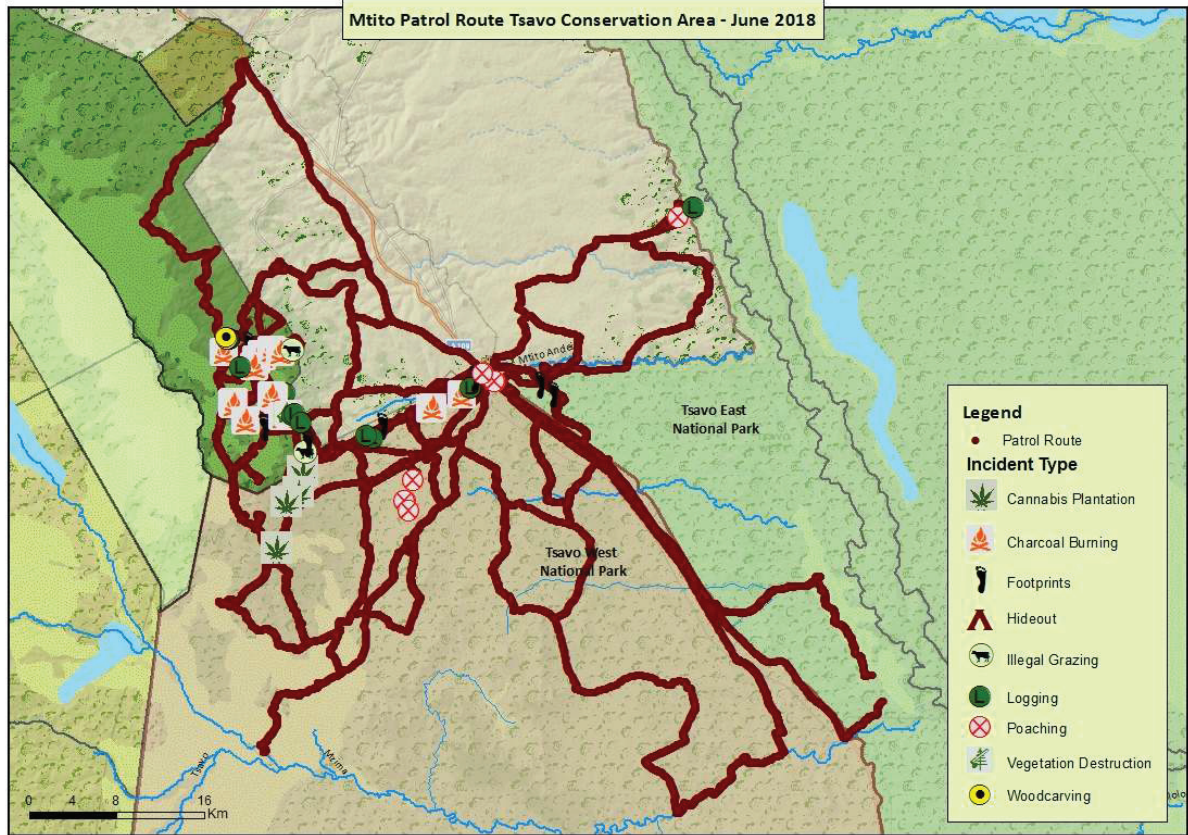 Mtito Patrol Route Tsavo Conservation Area - June 2018
Mtito Andei
Tsavo East
National Park
Tsavo West
National Park
Tsavo
Mzima
0 4 8 16
Km
Legend
Patrol Route
Incident Type
Cannabis Plantation
Charcoal Burning
Footprints
Hideout
Illegal Grazing
L Logging
Poaching
Vegetation Destruction
Woodcarving